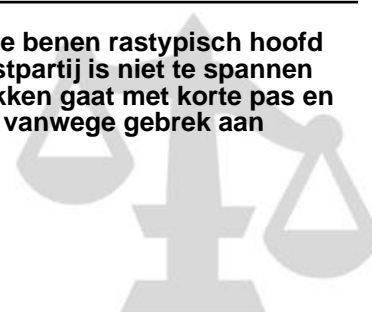 e benen rastypisch hoofd
stpartij is niet te spannen
kken gaat met korte pas en
vanwege gebrek aan